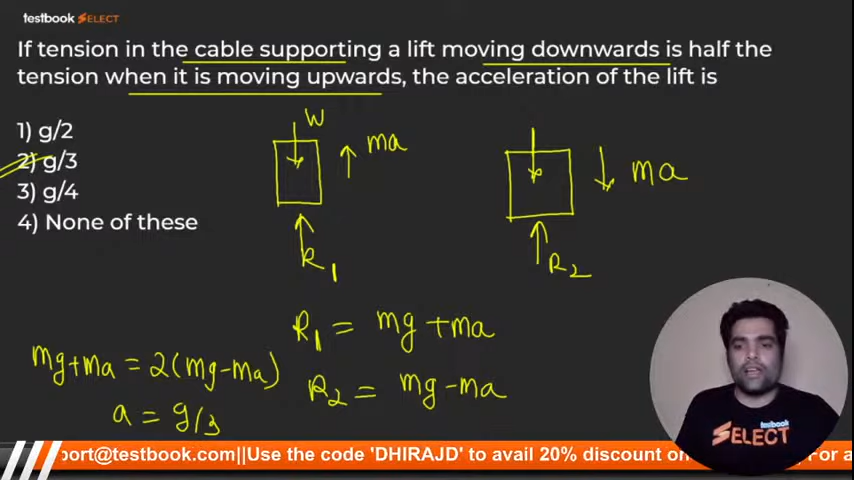 testbook SELECT
If tension in the cable supporting a lift moving downwards is half the
tension when it is moving upwards, the acceleration of the lift is
1) g/2
2) g/3
3) g/4
4) None of these
W
ma
R1
ma
R2
R1 = mg+ma
R2 = mg-ma
mg+ma = 2(mg-ma)
a = g/3
testbook
SELECT
port@testbook.com||Use the code 'DHIRAJD' to avail 20% discount on For a